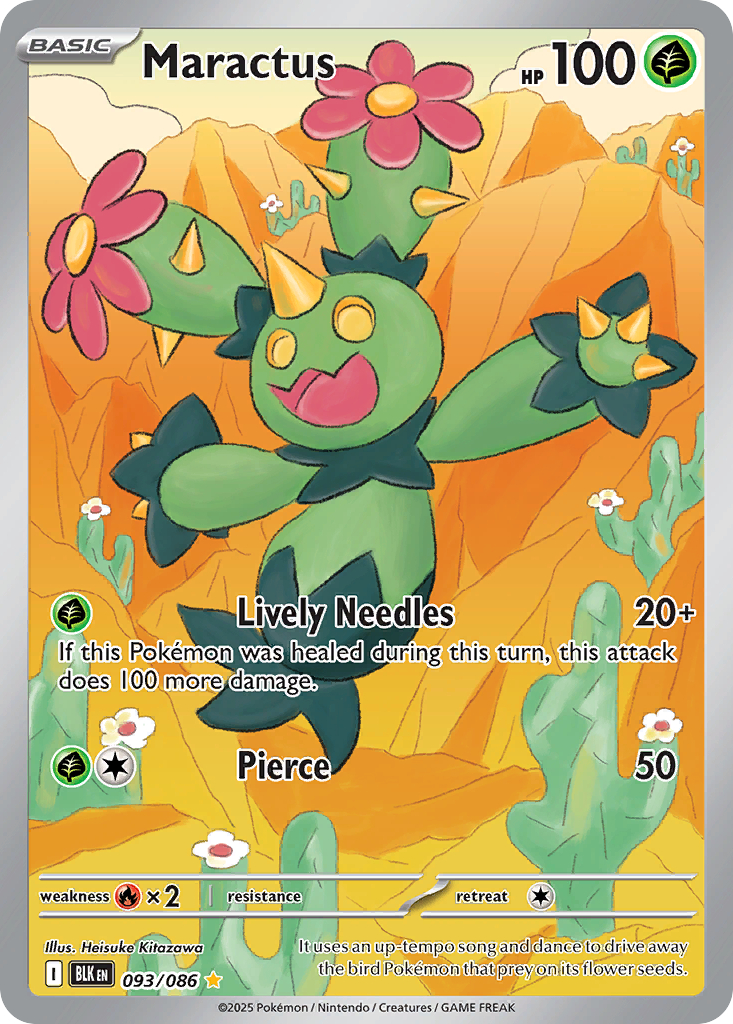 BASIC
Maractus
HP 100
Lively Needles 20+
If this Pokémon was healed during this turn, this attack
does 100 more damage.
Pierce 50
weakness ×2 resistance retreat
Illus. Heisuke Kitazawa
It uses an up-tempo song and dance to drive away
the bird Pokémon that prey on its flower seeds.
I BLK EN 093/086
©2025 Pokémon / Nintendo / Creatures / GAME FREAK